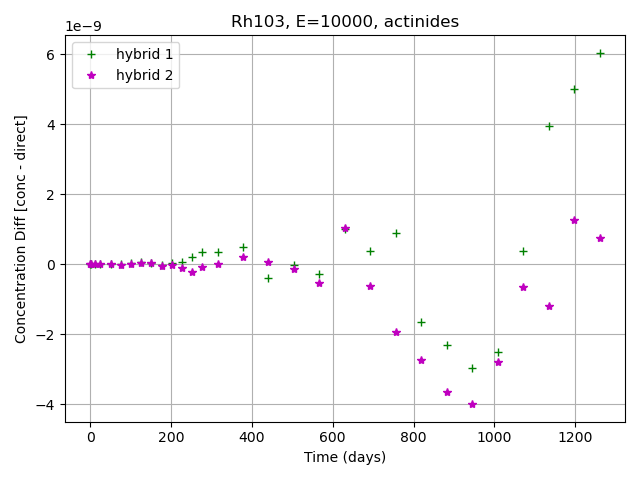 Rh103, E=10000, actinides
1e−9
hybrid 1
hybrid 2
6
4
2
0
−2
−4
Concentration Diff [conc - direct]
0 200 400 600 800 1000 1200
Time (days)